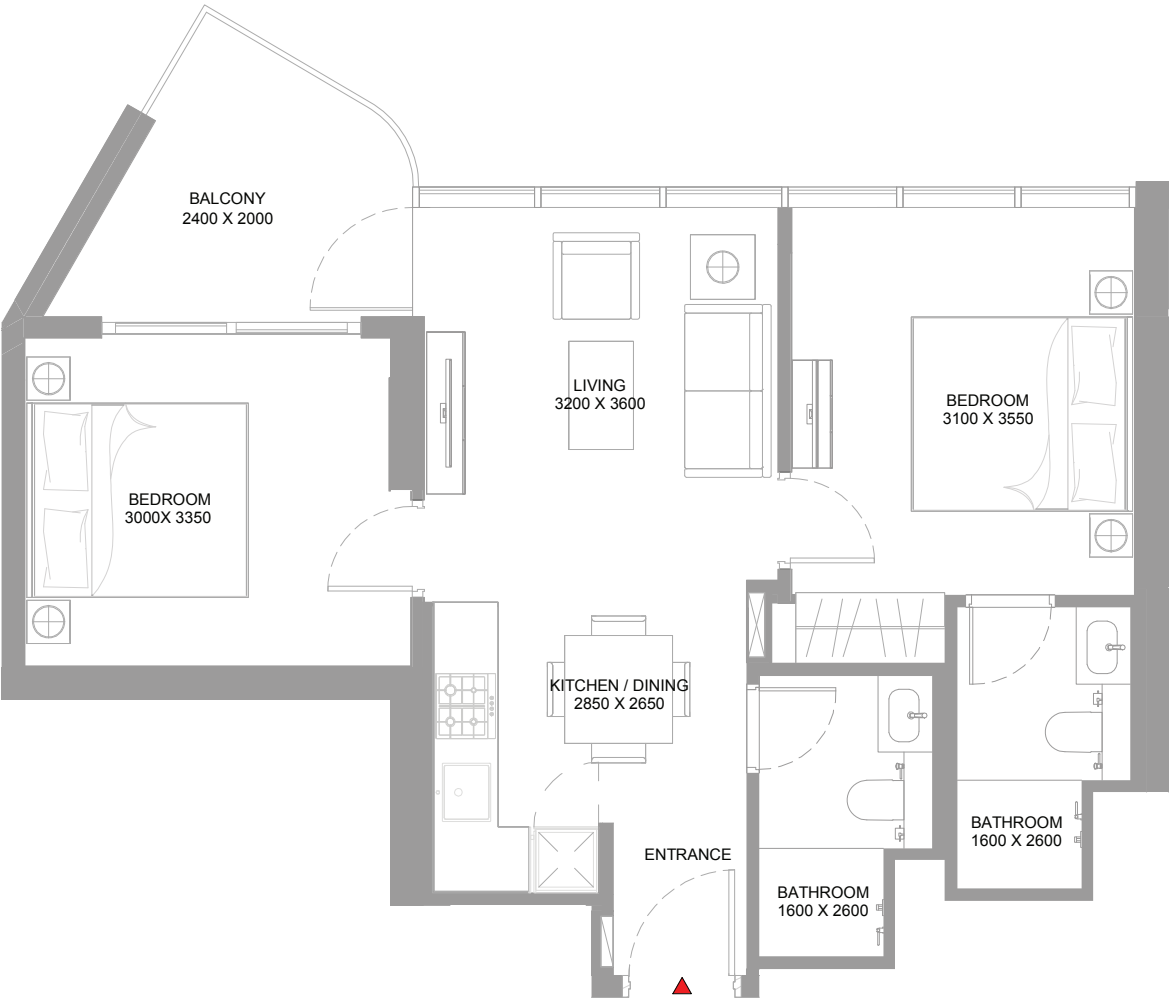 BALCONY
2400 X 2000
LIVING
3200 X 3600
BEDROOM
3100 X 3550
BEDROOM
3000X 3350
KITCHEN / DINING
2850 X 2650
BATHROOM
1600 X 2600
ENTRANCE
BATHROOM
1600 X 2600